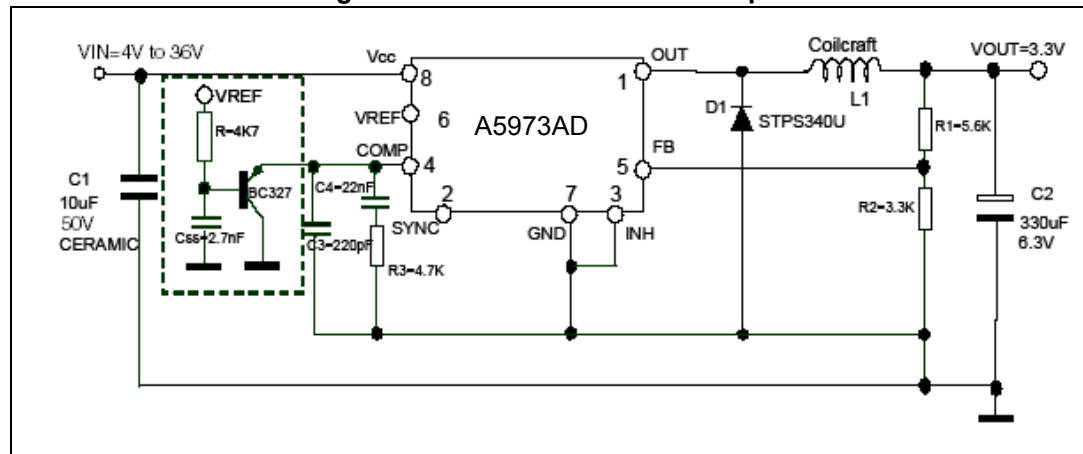 VIN=4V to 36V
Vcc
8
VREF
6
COMP
4
A5973AD
OUT
1
Coilcraft
L1
VOUT=3.3V
VREF
R=4K7
BC327
Css=2.7nF
C1
10uF
50V
CERAMIC
C4=22nF
C3=220pF
SYNC
2
R3=4.7K
7
GND
3
INH
FB
5
D1
STPS340U
R1=5.6K
R2=3.3K
C2
330uF
6.3V